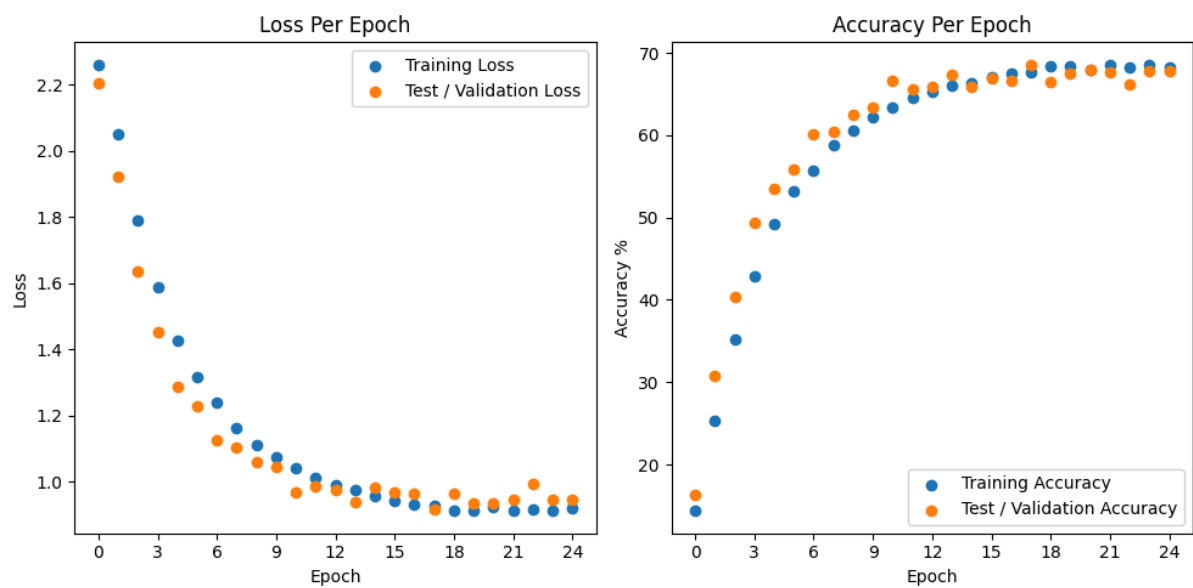 Loss Per Epoch
Training Loss
Test / Validation Loss
2.2
2.0
1.8
1.6
1.4
1.2
1.0
Loss
0 3 6 9 12 15 18 21 24
Epoch
Accuracy Per Epoch
70
60
50
40
30
20
Accuracy %
Training Accuracy
Test / Validation Accuracy
0 3 6 9 12 15 18 21 24
Epoch